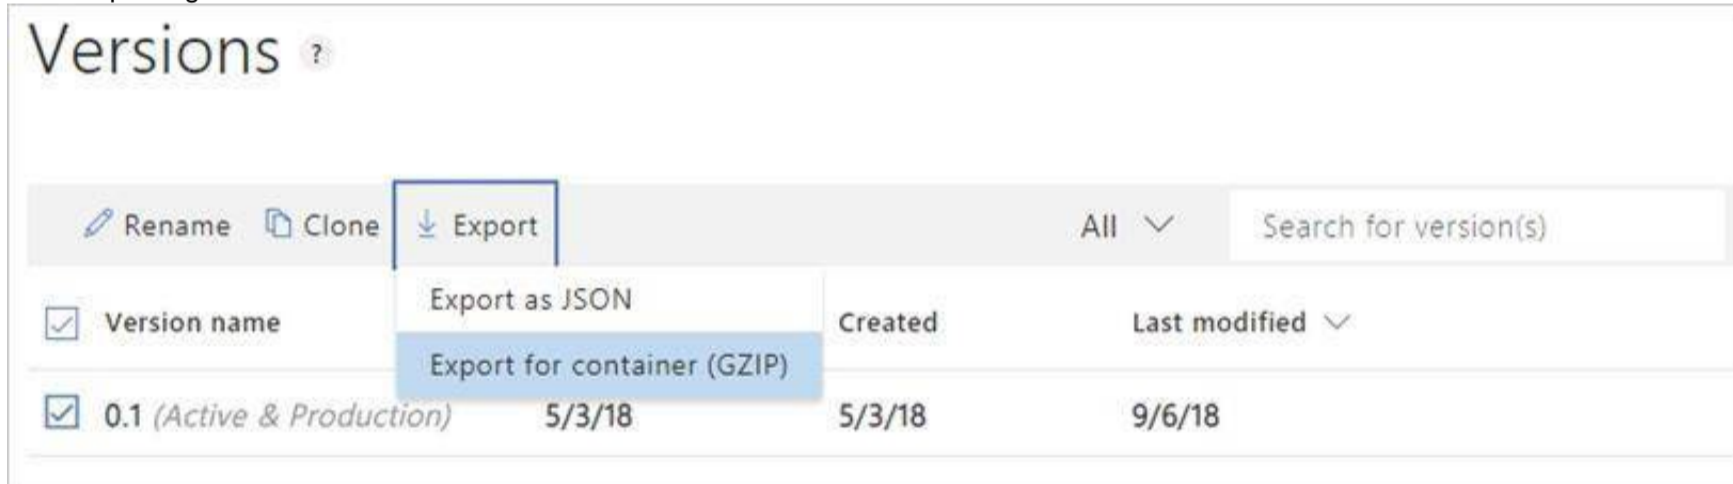 Versions ?
Rename Clone Export All Search for version(s)
Export as JSON
Version name Created Last modified
Export for container (GZIP)
0.1 (Active & Production) 5/3/18 5/3/18 9/6/18